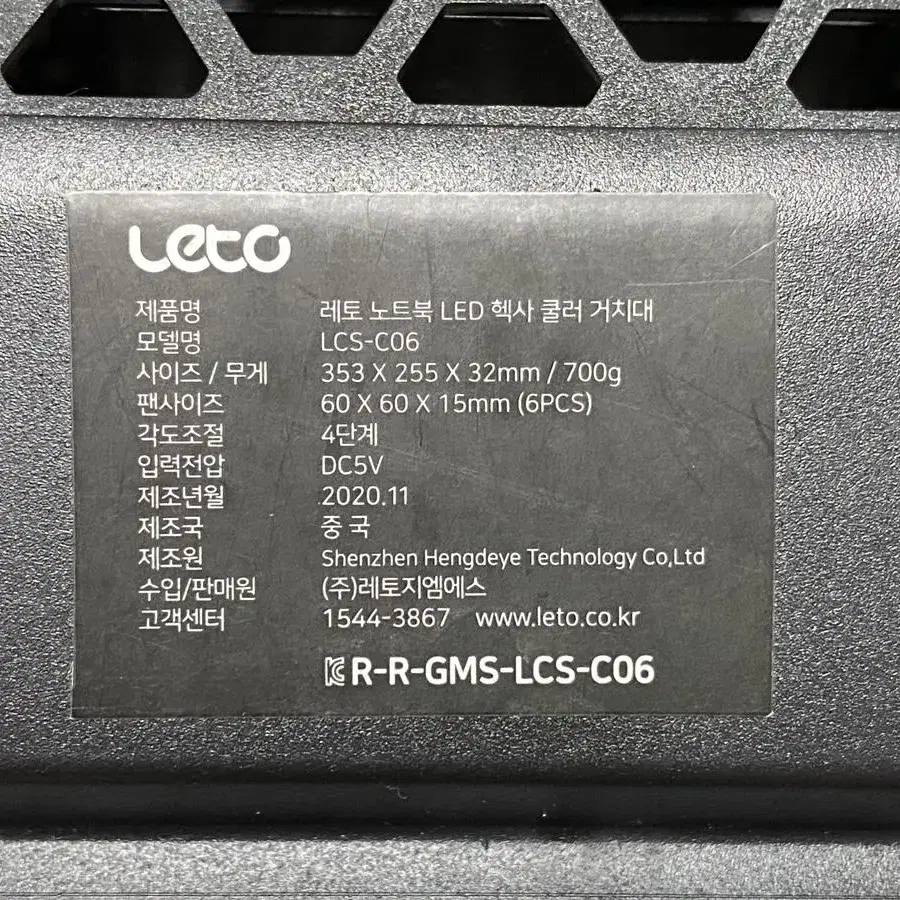 Leto
제품명 레토 노트북 LED 헥사 쿨러 거치대
모델명 LCS-C06
사이즈 / 무게 353 X 255 X 32mm / 700g
팬사이즈 60 X 60 X 15mm (6PCS)
각도조절 4단계
입력전압 DC5V
제조년월 2020.11
제조국 중 국
제조원 Shenzhen Hengdeye Technology Co,Ltd
수입/판매원 (주)레토지엠에스
고객센터 1544-3867 www.leto.co.kr
R-R-GMS-LCS-C06